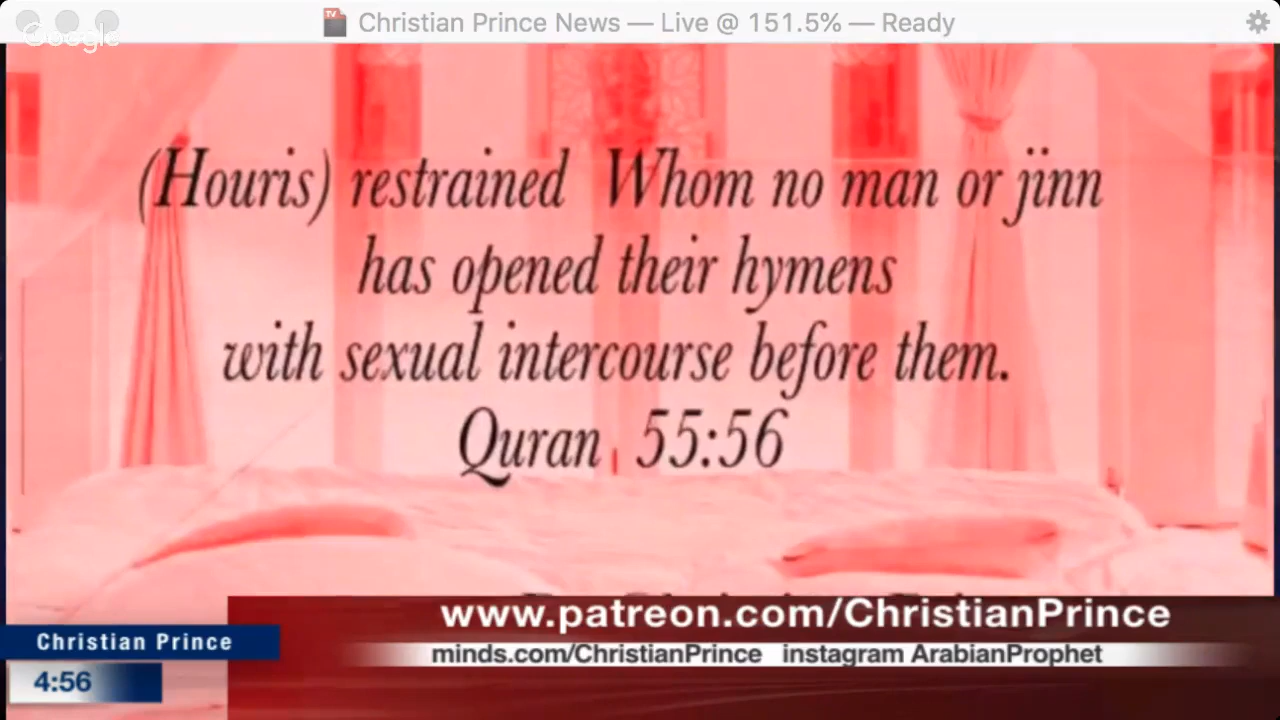 Christian Prince News — Live @ 151.5% — Ready
TV
Google
(Houris) restrained Whom no man or jinn
has opened their hymens
with sexual intercourse before them.
Quran 55:56
www.patreon.com/ChristianPrince
Christian Prince
minds.com/ChristianPrince instagram ArabianProphet
4:56